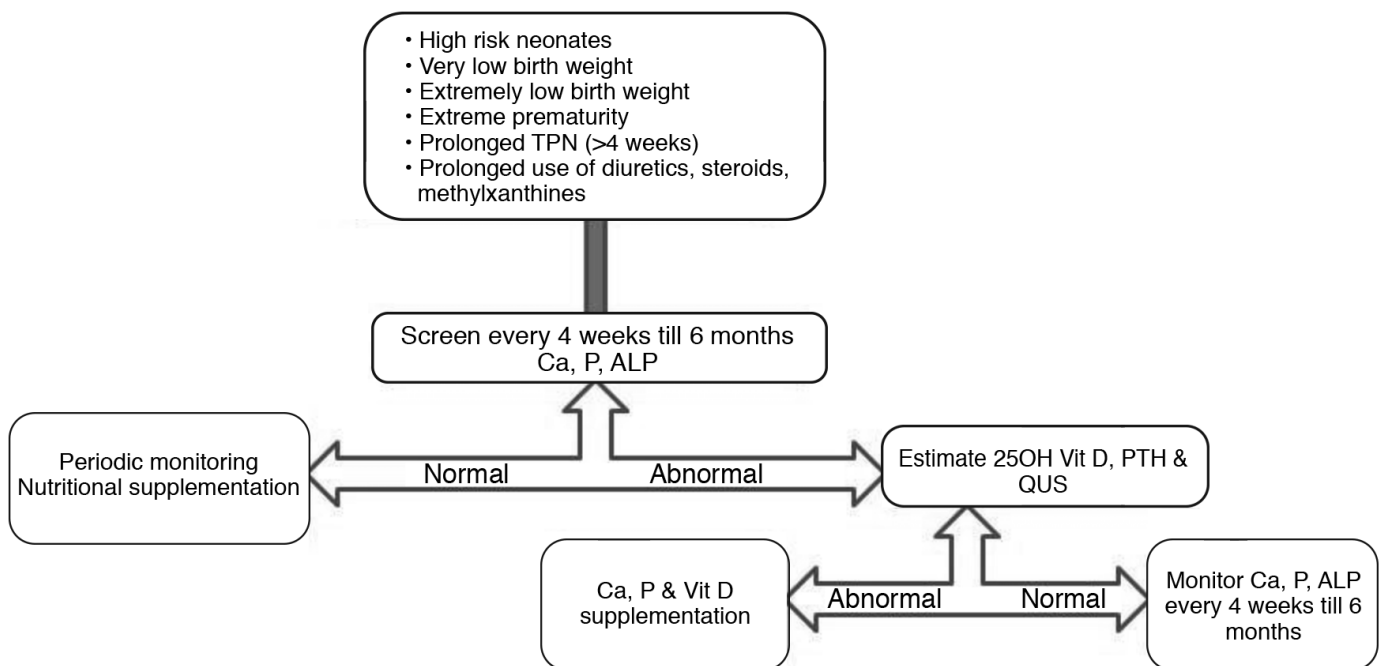 • High risk neonates
• Very low birth weight
• Extremely low birth weight
• Extreme prematurity
• Prolonged TPN (>4 weeks)
• Prolonged use of diuretics, steroids,
methylxanthines
Screen every 4 weeks till 6 months
Ca, P, ALP
Normal
Abnormal
Periodic monitoring
Nutritional supplementation
Estimate 25OH Vit D, PTH &
QUS
Abnormal
Normal
Ca, P & Vit D
supplementation
Monitor Ca, P, ALP
every 4 weeks till 6
months